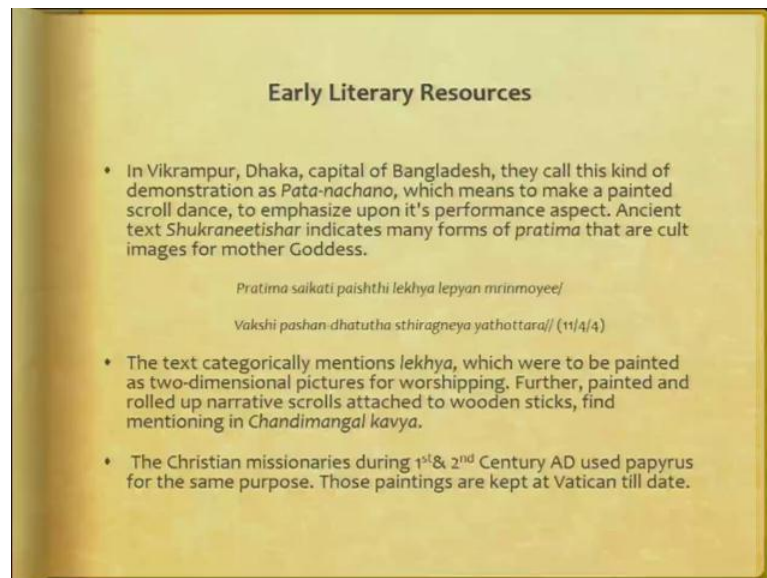 Early Literary Resources
• In Vikrampur, Dhaka, capital of Bangladesh, they call this kind of
demonstration as Pata-nachano, which means to make a painted
scroll dance, to emphasize upon it's performance aspect. Ancient
text Shukraneetishar indicates many forms of pratima that are cult
images for mother Goddess.
Pratima saikati paishthi lekhya lepyan mrinmoyee/
Vakshi pashan dhatutha sthiragneya yathottara// (11/4/4)
• The text categorically mentions lekhya, which were to be painted
as two-dimensional pictures for worshipping. Further, painted and
rolled up narrative scrolls attached to wooden sticks, find
mentioning in Chandimangal kavya.
• The Christian missionaries during 1st& 2nd Century AD used papyrus
for the same purpose. Those paintings are kept at Vatican till date.